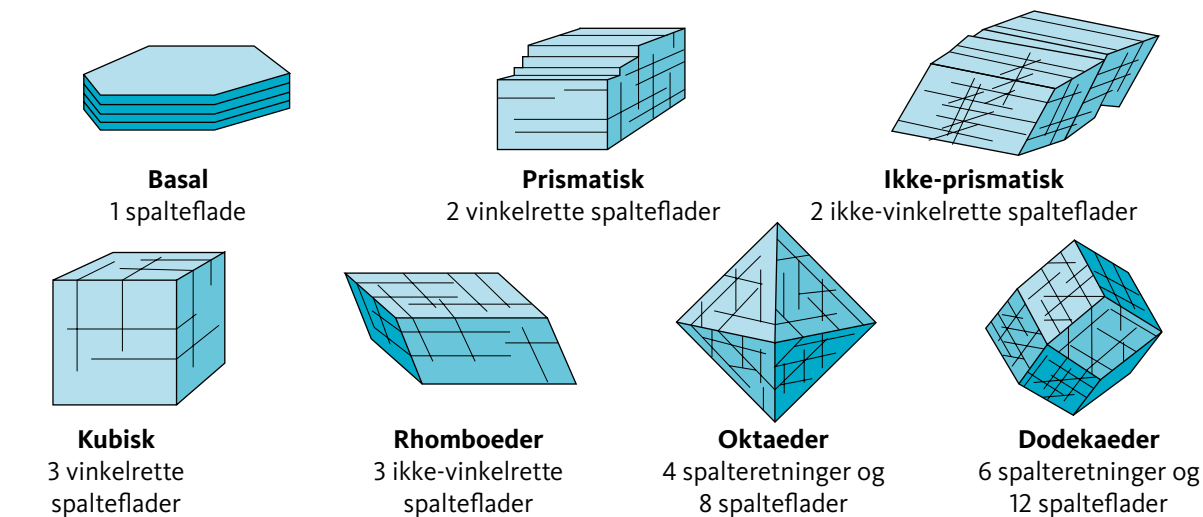 Basal
1 spalteflade
Prismatisk
2 vinkelrette spalteflader
Ikke-prismatisk
2 ikke-vinkelrette spalteflader
Kubisk
3 vinkelrette
spalteflader
Rhomboeder
3 ikke-vinkelrette
spalteflader
Oktaeder
4 spalteretninger og
8 spalteflader
Dodekaeder
6 spalteretninger og
12 spalteflader